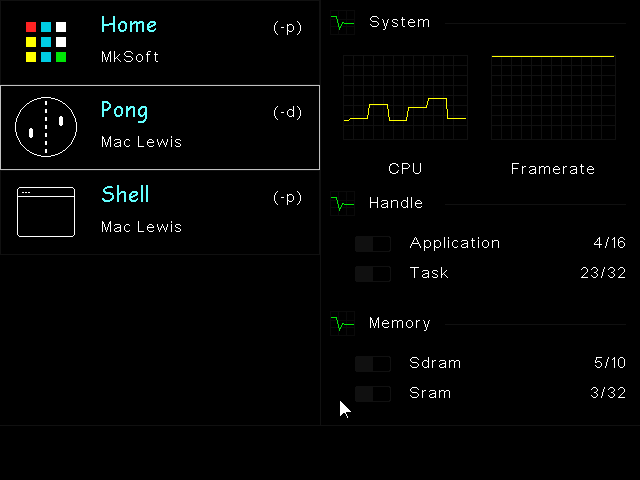 Home (-p)
MkSoft
Pong (-d)
Mac Lewis
Shell (-p)
Mac Lewis
System
CPU Framerate
Handle
Application 4/16
Task 23/32
Memory
Sdram 5/10
Sram 3/32